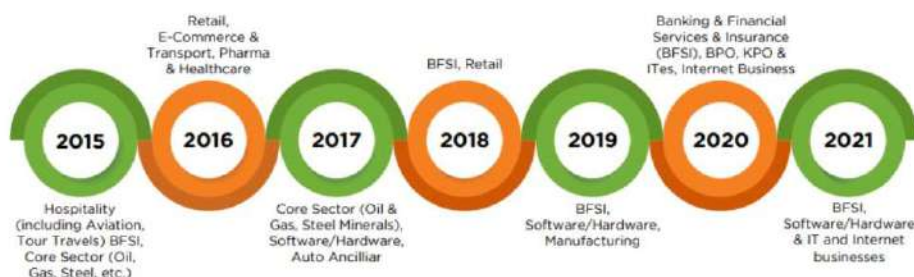 Retail,
E-Commerce &
Transport, Pharma
& Healthcare
BFSI, Retail
Banking & Financial
Services & Insurance
(BFSI), BPO, KPO &
ITes, Internet Business
2015
2016
2017
2018
2019
2020
2021
Hospitality
(including Aviation,
Tour Travels) BFSI,
Core Sector (Oil,
Gas, Steel, etc.)
Core Sector (Oil &
Gas, Steel Minerals),
Software/Hardware,
Auto Ancilliar
BFSI,
Software/Hardware,
Manufacturing
BFSI,
Software/Hardware
& IT and Internet
businesses